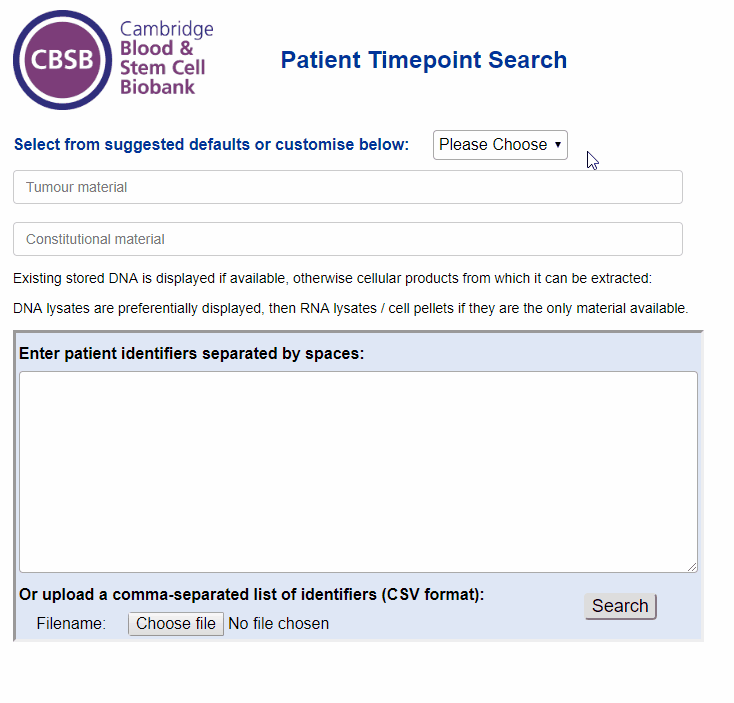 CBSB
Cambridge
Blood &
Stem Cell
Biobank
Patient Timepoint Search
Select from suggested defaults or customise below:
Please Choose
Tumour material
Constitutional material
Existing stored DNA is displayed if available, otherwise cellular products from which it can be extracted:
DNA lysates are preferentially displayed, then RNA lysates / cell pellets if they are the only material available.
Enter patient identifiers separated by spaces:
Or upload a comma-separated list of identifiers (CSV format):
Search
Filename: Choose file No file chosen